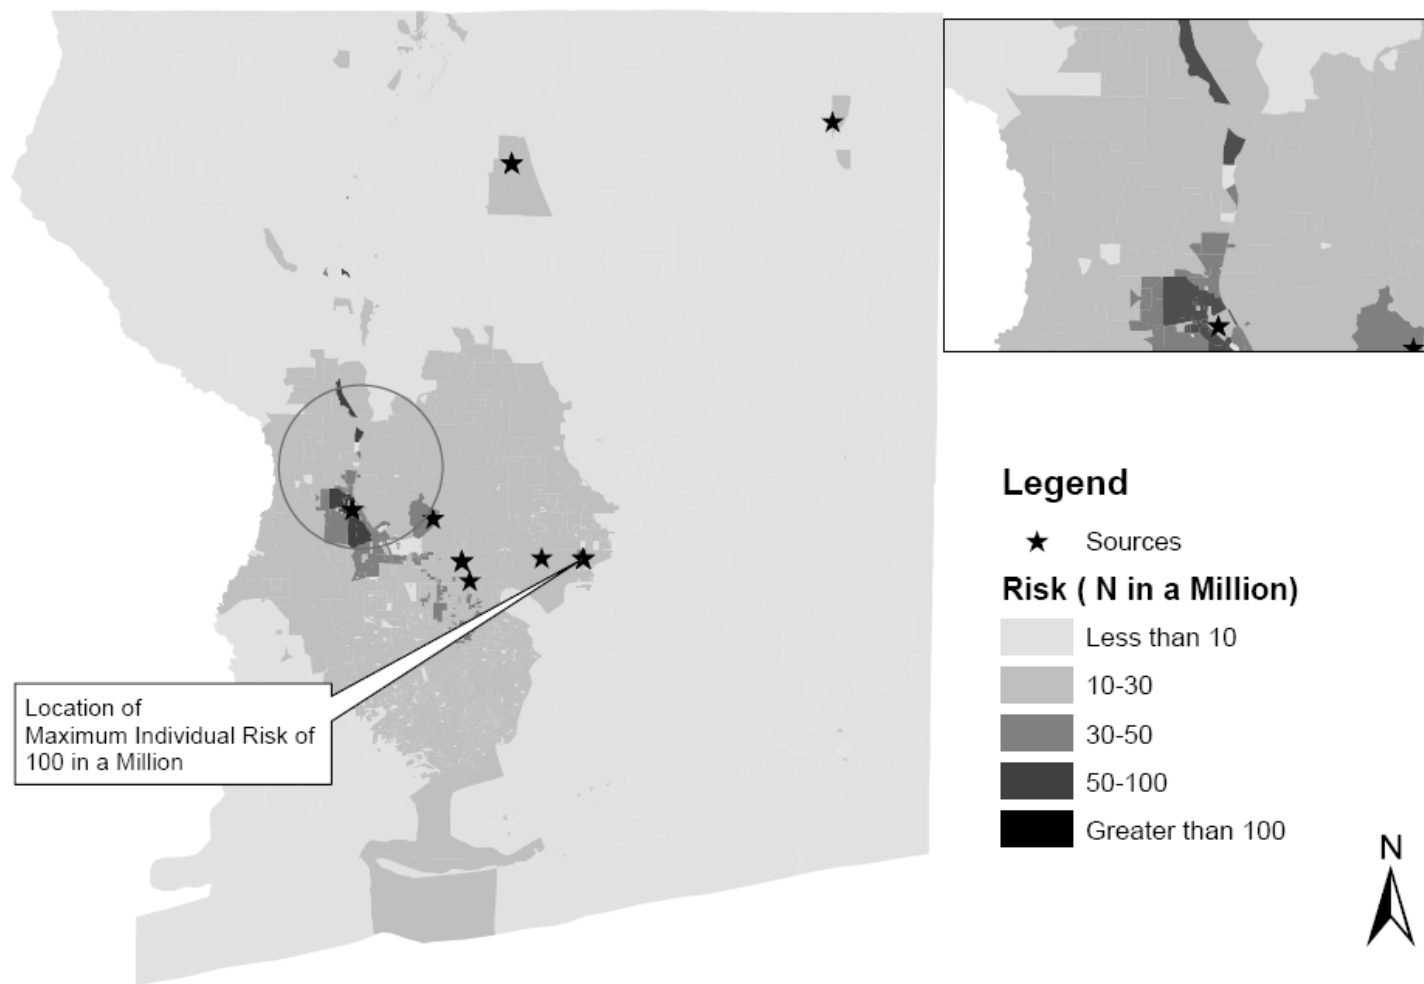 Location of
Maximum Individual Risk of
100 in a Million
Legend
Sources
Risk ( N in a Million)
Less than 10
10-30
30-50
50-100
Greater than 100
N